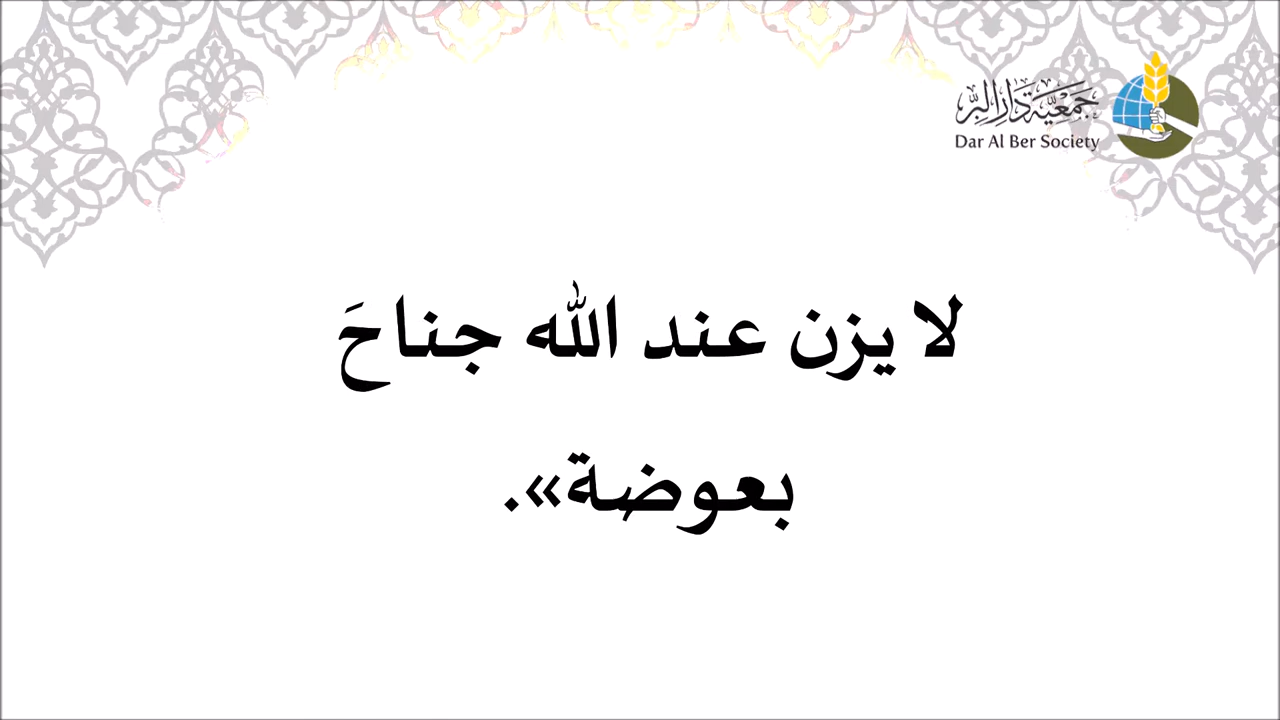 جمعية دار البر
Dar Al Ber Society
لا يزن عند الله جناحَ
بعوضة».